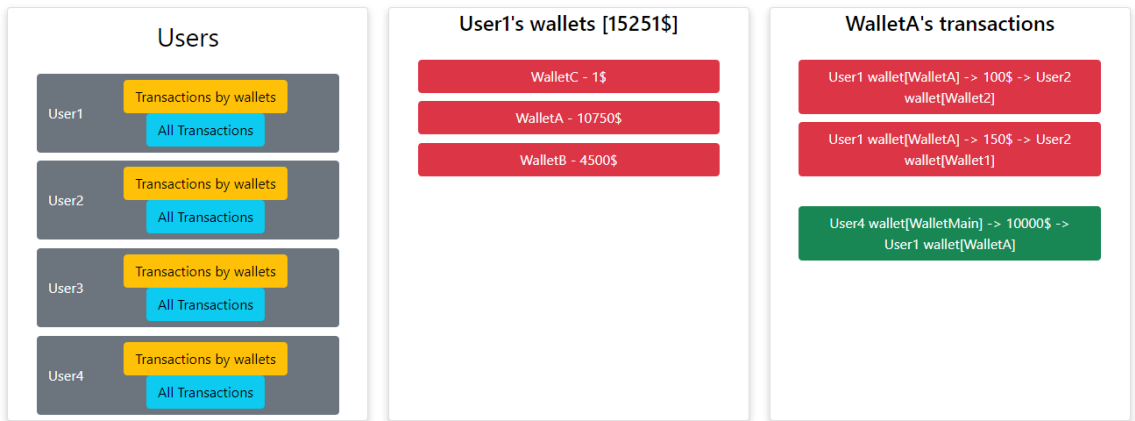 Users
User1
Transactions by wallets
All Transactions
User2
Transactions by wallets
All Transactions
User3
Transactions by wallets
All Transactions
User4
Transactions by wallets
All Transactions
User1's wallets [15251$]
WalletC - 1$
WalletA - 10750$
WalletB - 4500$
WalletA's transactions
User1 wallet[WalletA] -> 100$ -> User2
wallet[Wallet2]
User1 wallet[WalletA] -> 150$ -> User2
wallet[Wallet1]
User4 wallet[WalletMain] -> 10000$ ->
User1 wallet[WalletA]